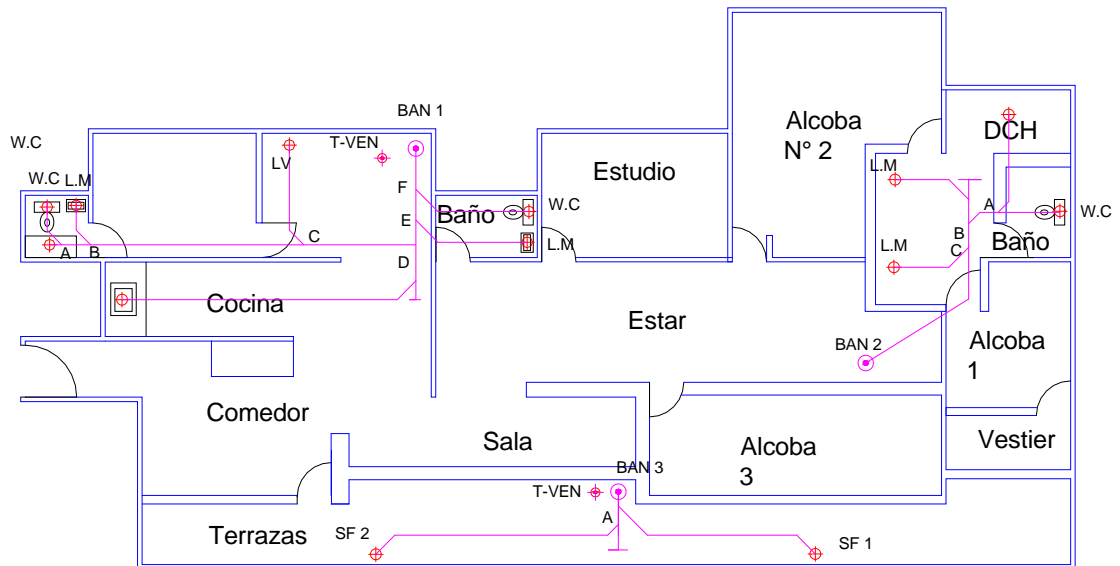 BAN 1
W.C
T-VEN
Alcoba
N° 2
DCH
LV
Estudio
W.C
L.M
L.M
F
Baño
W.C
A
W.C
E
L.M
B
Baño
C
A
B
C
D
L.M
Cocina
Estar
BAN 2
Alcoba
1
Comedor
Sala
Alcoba
3
Vestier
BAN 3
T-VEN
A
Terrazas
SF 2
SF 1